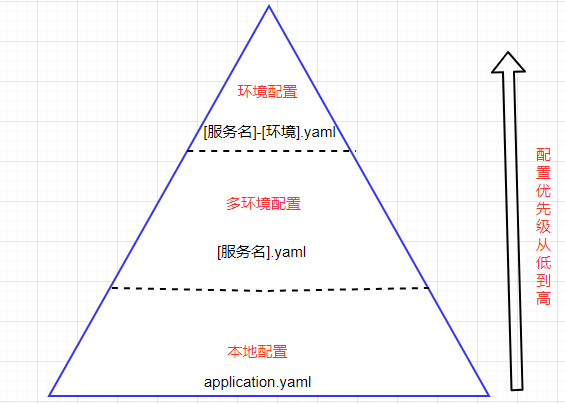 环境配置
[服务名]-[环境].yaml
多环境配置
[服务名].yaml
本地配置
application.yaml
配置优先级从低到高